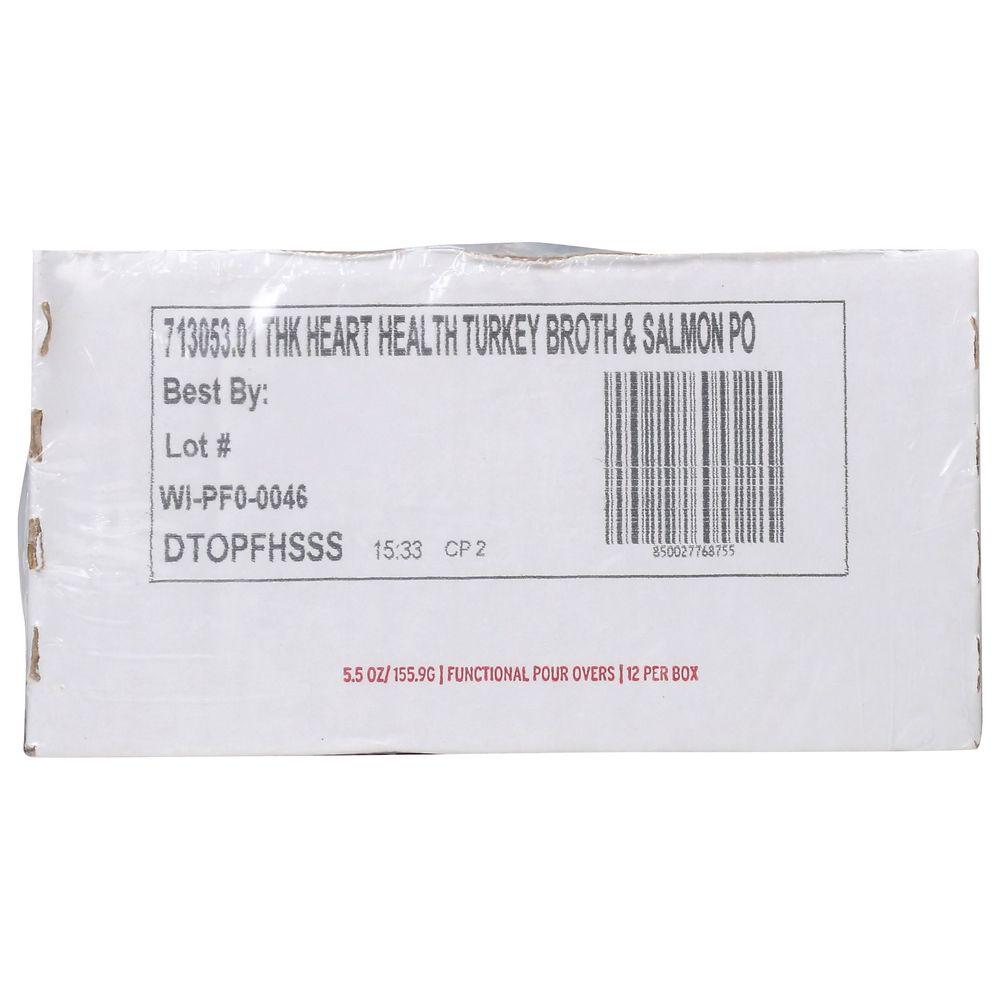 713053.01 THK HEART HEALTH TURKEY BROTH & SALMON PO
Best By:
Lot #
WI-PF0-0046
DTOPFHSSS 15:33 CP 2
850027768755
5.5 OZ/155.9G | FUNCTIONAL POUR OVERS | 12 PER BOX